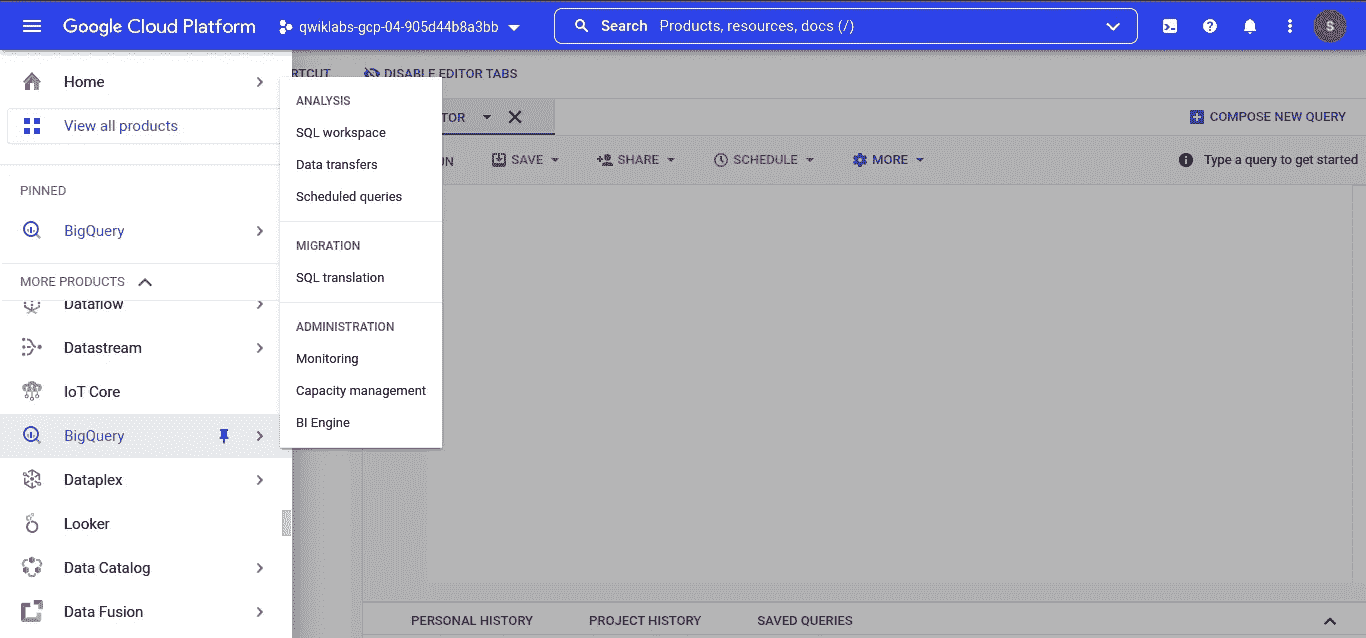 Google Cloud Platform
qwiklabs-gcp-04-905d44b8a3bb
Search Products, resources, docs (/)
S
Home
View all products
PINNED
BigQuery
MORE PRODUCTS
Dataflow
Datastream
IoT Core
BigQuery
Dataplex
Looker
Data Catalog
Data Fusion
ANALYSIS
SQL workspace
Data transfers
Scheduled queries
MIGRATION
SQL translation
ADMINISTRATION
Monitoring
Capacity management
BI Engine
RTCUT
DISABLE EDITOR TABS
TOR
COMPOSE NEW QUERY
ON
SAVE
SHARE
SCHEDULE
MORE
Type a query to get started
PERSONAL HISTORY
PROJECT HISTORY
SAVED QUERIES